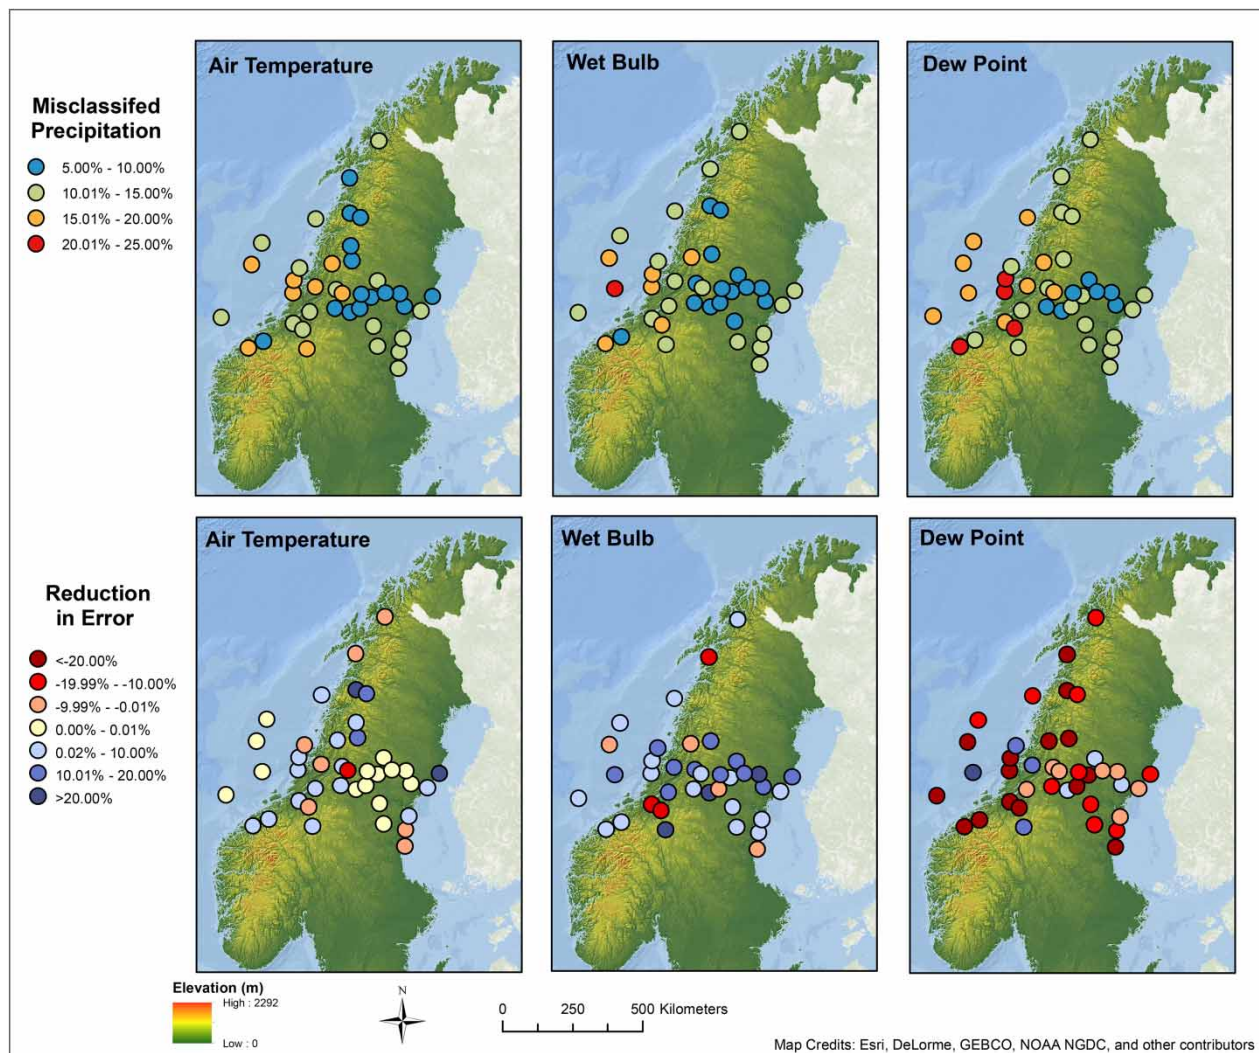 Air Temperature
Wet Bulb
Dew Point
Misclassifed
Precipitation
5.00% - 10.00%
10.01% - 15.00%
15.01% - 20.00%
20.01% - 25.00%
Air Temperature
Wet Bulb
Dew Point
Reduction
in Error
<-20.00%
-19.99% - -10.00%
-9.99% - -0.01%
0.00% - 0.01%
0.02% - 10.00%
10.01% - 20.00%
>20.00%
Elevation (m)
High : 2292
Low : 0
N
0 250 500 Kilometers
Map Credits: Esri, DeLorme, GEBCO, NOAA NGDC, and other contributors